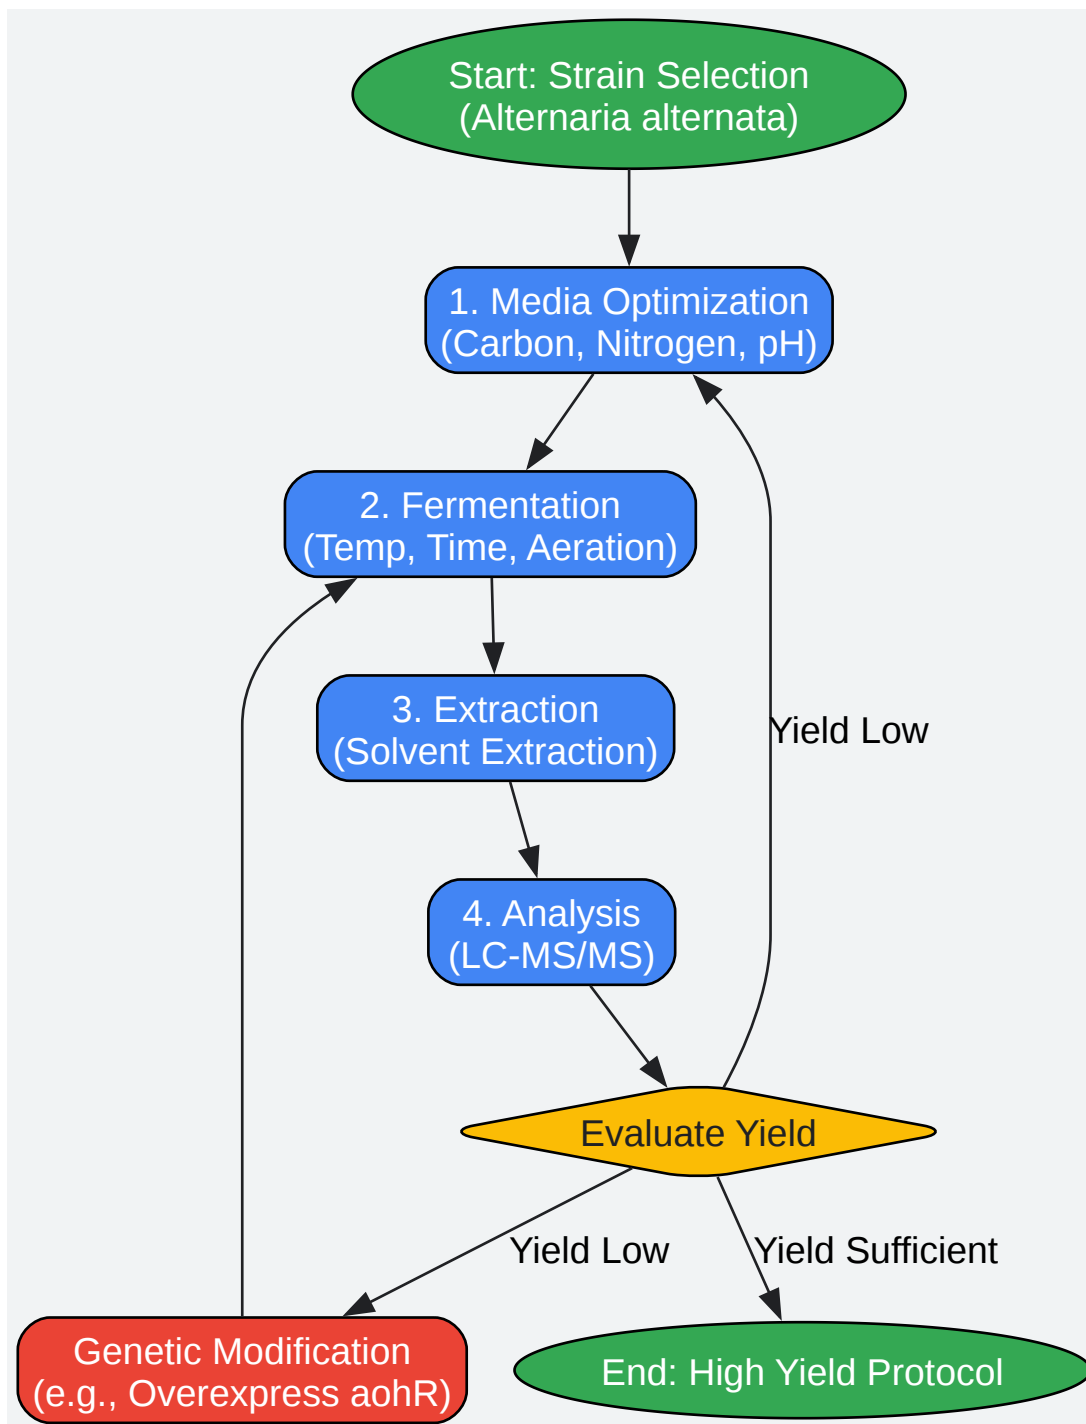 Start: Strain Selection
(Alternaria alternata)
1. Media Optimization
(Carbon, Nitrogen, pH)
2. Fermentation
(Temp, Time, Aeration)
3. Extraction
(Solvent Extraction)
Yield Low
4. Analysis
(LC-MS/MS)
Evaluate Yield
Yield Low
Yield Sufficient
Genetic Modification
(e.g., Overexpress aohR)
End: High Yield Protocol